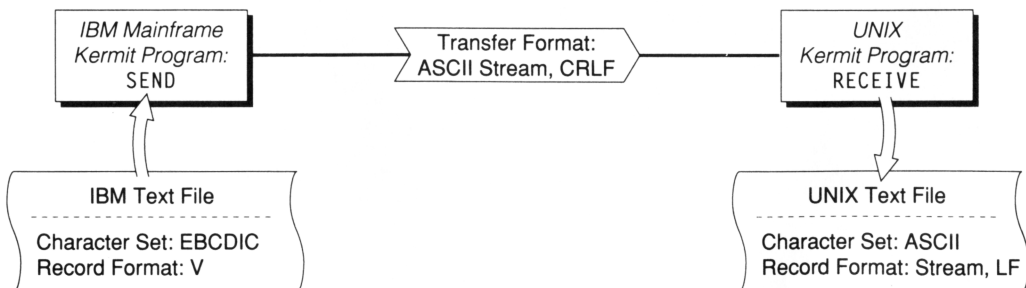 IBM Mainframe
Kermit Program:
SEND
Transfer Format:
ASCII Stream, CRLF
UNIX
Kermit Program:
RECEIVE
IBM Text File
Character Set: EBCDIC
Record Format: V
UNIX Text File
Character Set: ASCII
Record Format: Stream, LF